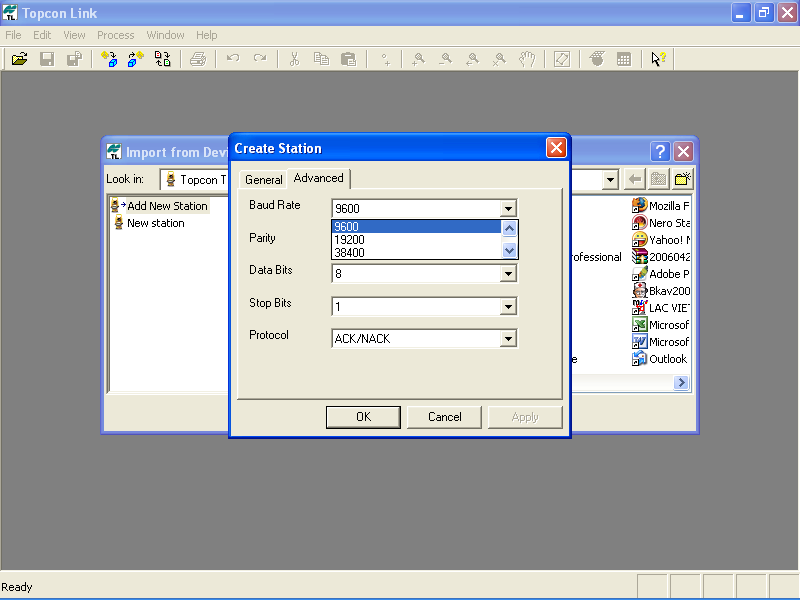 Topcon Link
File Edit View Process Window Help
Import from Devi
Create Station
Look in: Topcon T
General Advanced
Add New Station
New station
Baud Rate 9600
9600
19200
38400
Parity
Data Bits 8
Stop Bits 1
Protocol ACK/NACK
OK Cancel Apply
rofessional
e
Mozilla F
Nero Sta
Yahoo! M
2006042
Adobe P
Bkav200
LAC VIET
Microsof
Microsof
Outlook
Ready